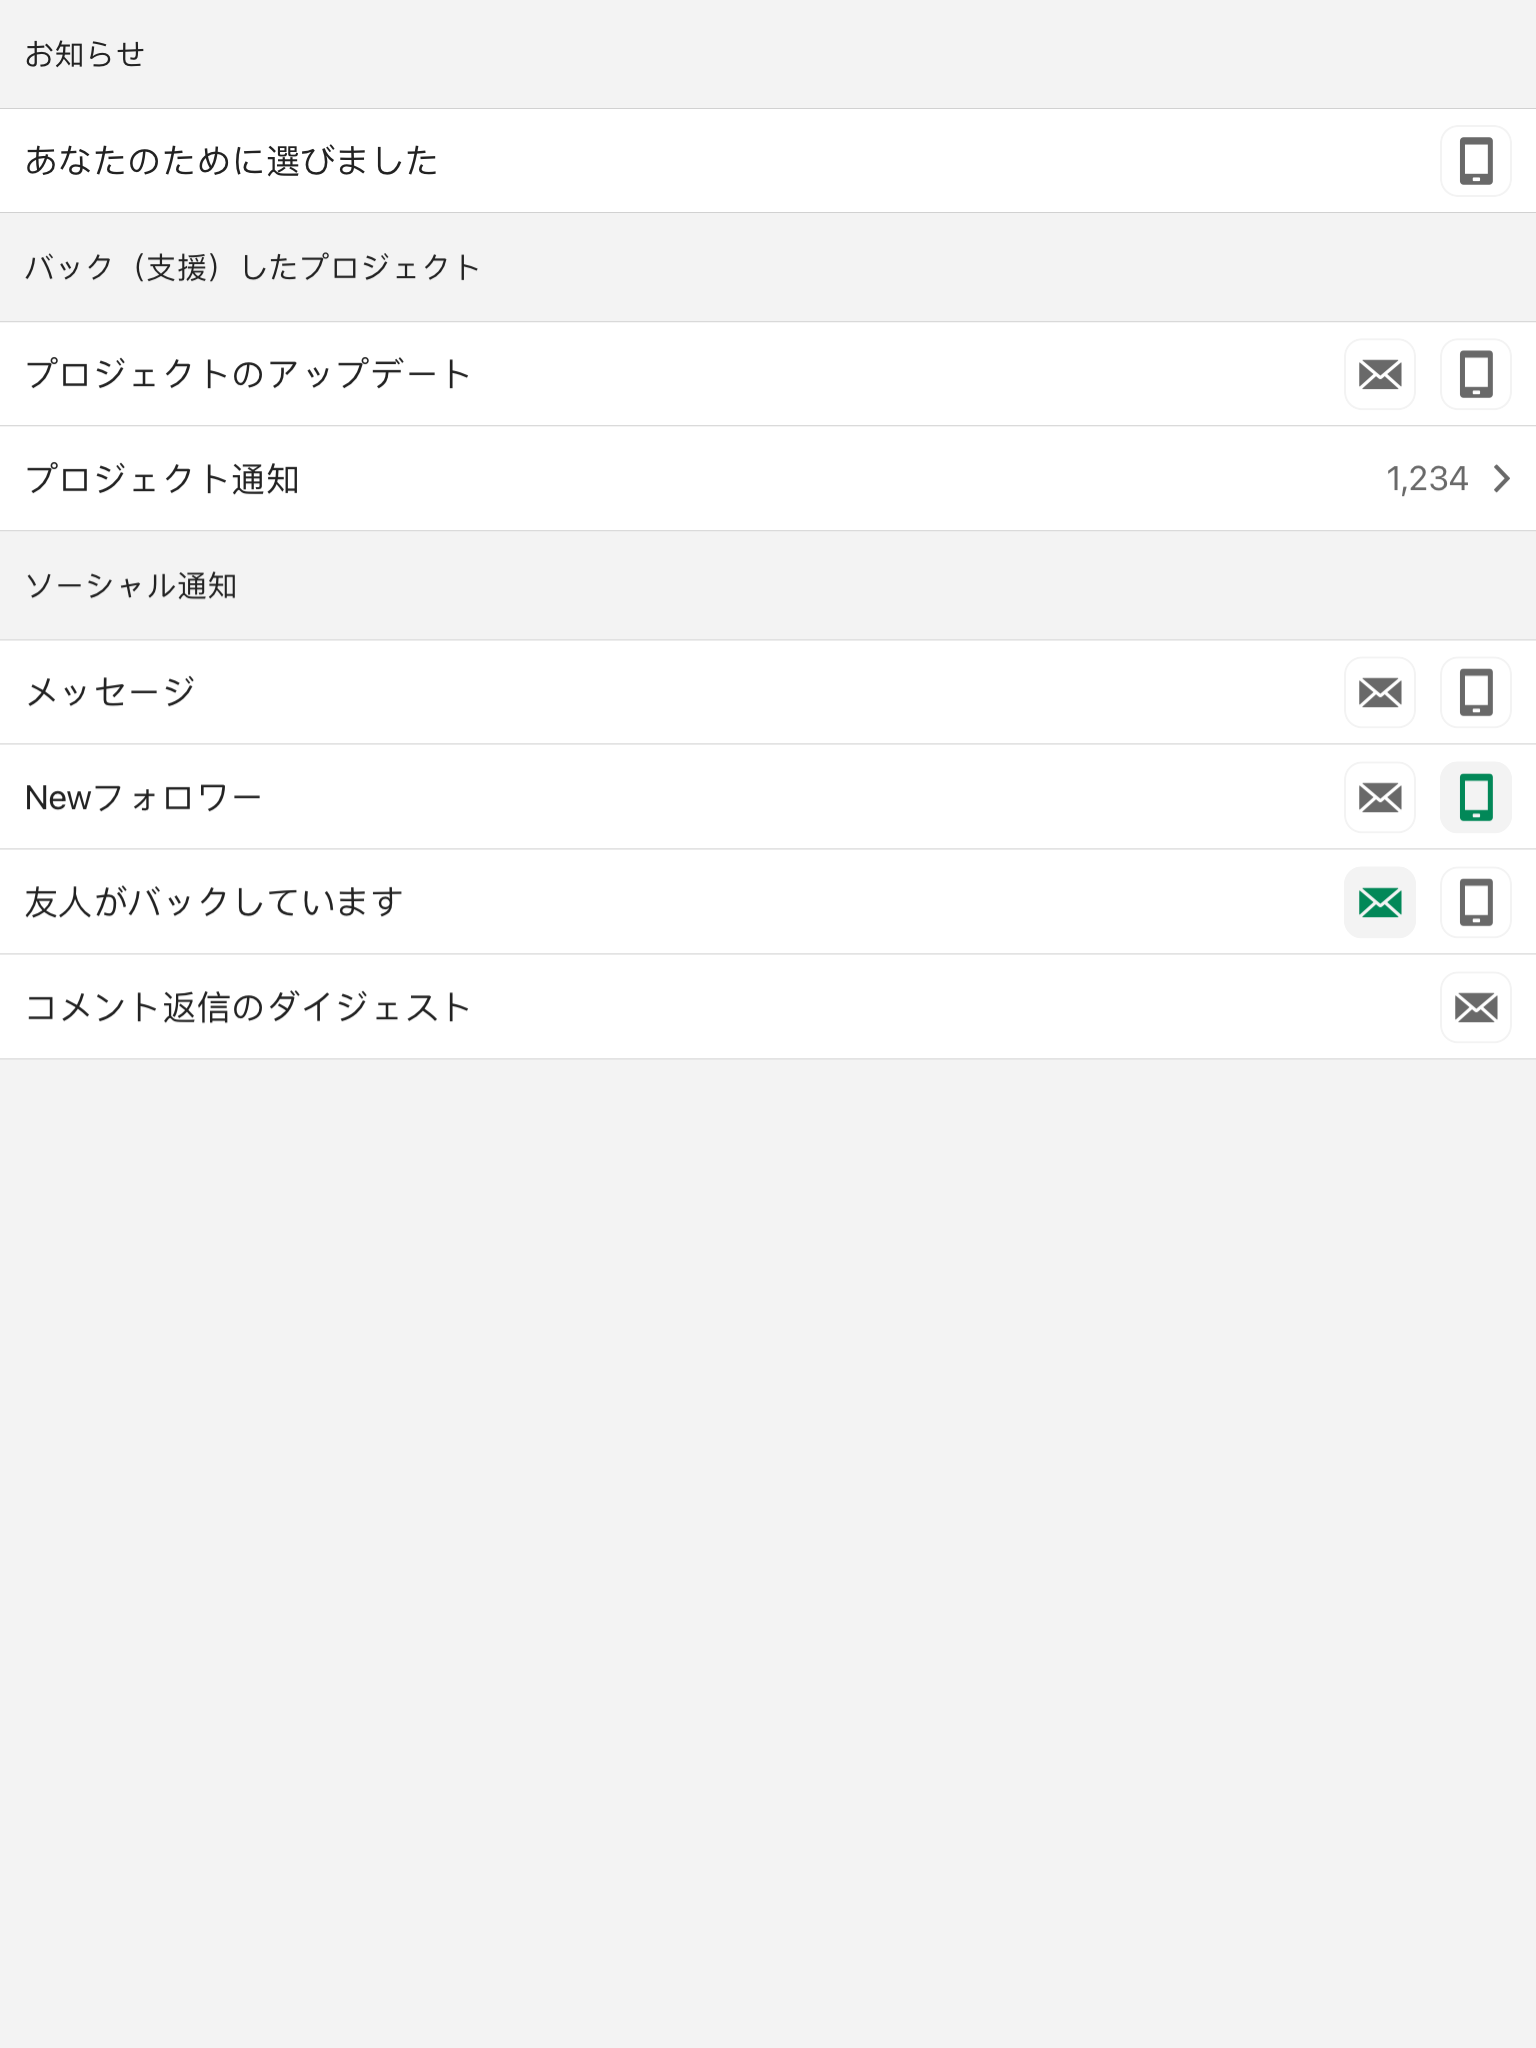 お知らせ
あなたのために選びました
バック（支援）したプロジェクト
プロジェクトのアップデート
プロジェクト通知 1,234
ソーシャル通知
メッセージ
Newフォロワー
友人がバックしています
コメント返信のダイジェスト